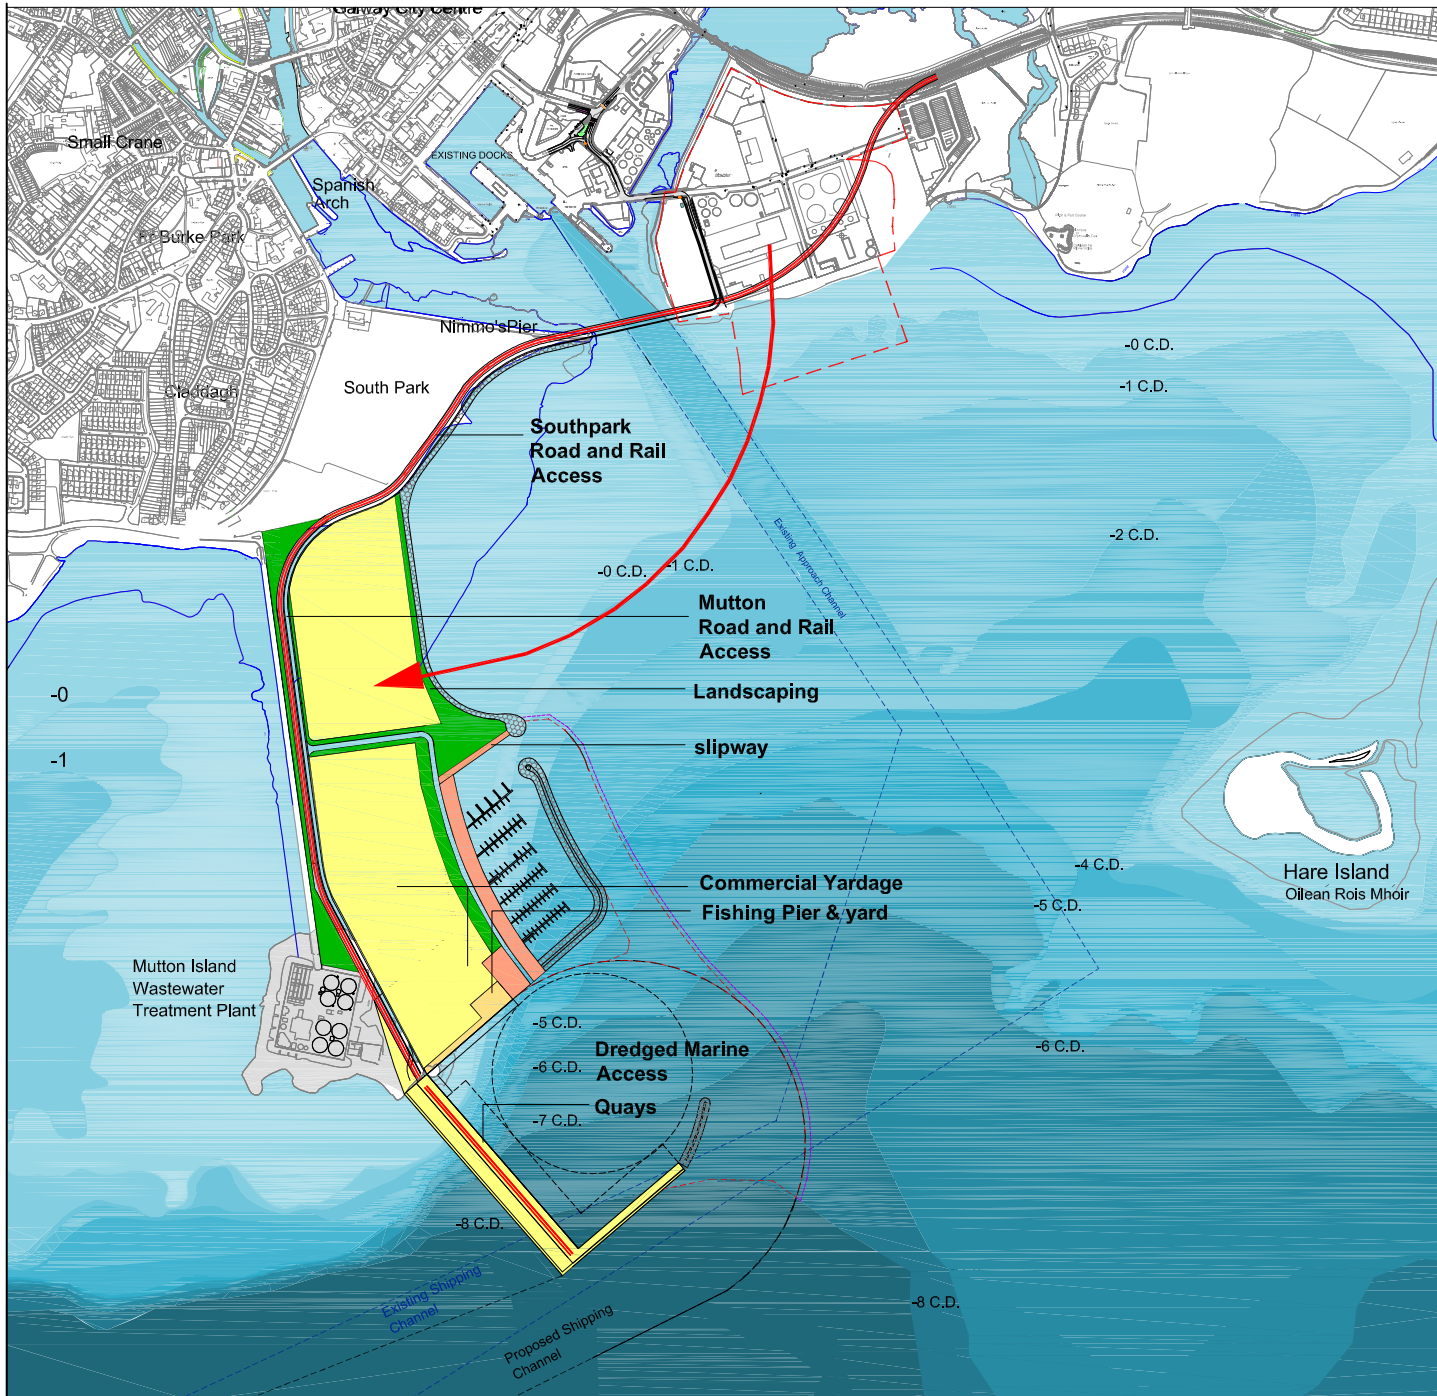 Galway City Centre
Small Crane
EXISTING DOCKS
Spanish
Arch
Fr Burke Park
Nimmo'sPier
South Park
Claddagh
-0 C.D.
-1 C.D.
Southpark
Road and Rail
Access
Existing Approach Channel
-2 C.D.
-0 C.D.
-1 C.D.
Mutton
Road and Rail
Access
-0
Landscaping
-1
slipway
-4 C.D.
Hare Island
Oilean Rois Mhoir
Commercial Yardage
-5 C.D.
Fishing Pier & yard
Mutton Island
Wastewater
Treatment Plant
-5 C.D.
-6 C.D.
Dredged Marine
Access
-6 C.D.
Quays
-7 C.D.
-8 C.D.
Existing Shipping
Channel
-8 C.D.
Proposed Shipping
Channel